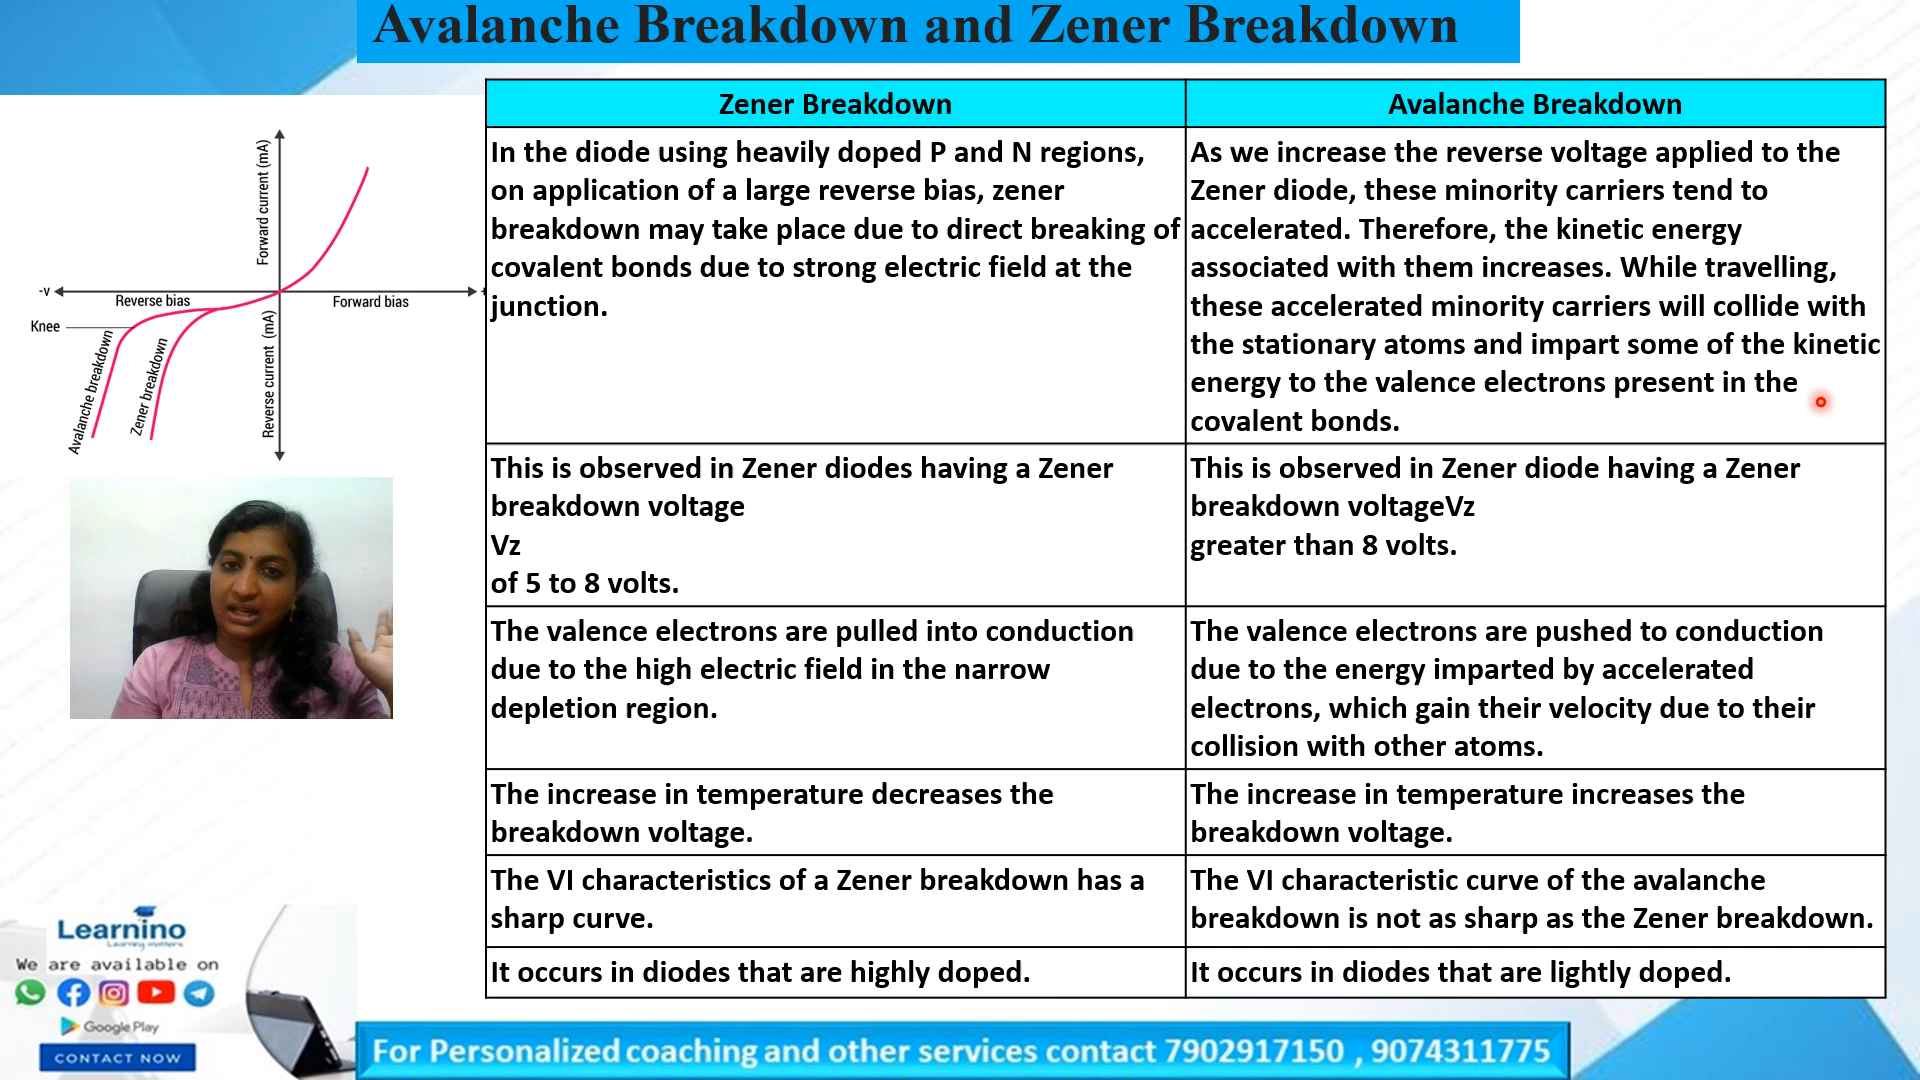 Avalanche Breakdown and Zener Breakdown
Zener Breakdown
Avalanche Breakdown
In the diode using heavily doped P and N regions,
on application of a large reverse bias, zener
breakdown may take place due to direct breaking of
covalent bonds due to strong electric field at the
junction.
As we increase the reverse voltage applied to the
Zener diode, these minority carriers tend to
accelerated. Therefore, the kinetic energy
associated with them increases. While travelling,
these accelerated minority carriers will collide with
the stationary atoms and impart some of the kinetic
energy to the valence electrons present in the
covalent bonds.
This is observed in Zener diodes having a Zener
breakdown voltage
Vz
of 5 to 8 volts.
This is observed in Zener diode having a Zener
breakdown voltageVz
greater than 8 volts.
The valence electrons are pulled into conduction
due to the high electric field in the narrow
depletion region.
The valence electrons are pushed to conduction
due to the energy imparted by accelerated
electrons, which gain their velocity due to their
collision with other atoms.
The increase in temperature decreases the
breakdown voltage.
The increase in temperature increases the
breakdown voltage.
The VI characteristics of a Zener breakdown has a
sharp curve.
The VI characteristic curve of the avalanche
breakdown is not as sharp as the Zener breakdown.
It occurs in diodes that are highly doped.
It occurs in diodes that are lightly doped.
Forward current (mA)
-v
Reverse bias
Forward bias
Knee
Avalanche breakdown
Zener breakdown
Reverse current (mA)
Learnino
Learning matters
We are available on
Google Play
CONTACT NOW
For Personalized coaching and other services contact 7902917150 , 9074311775